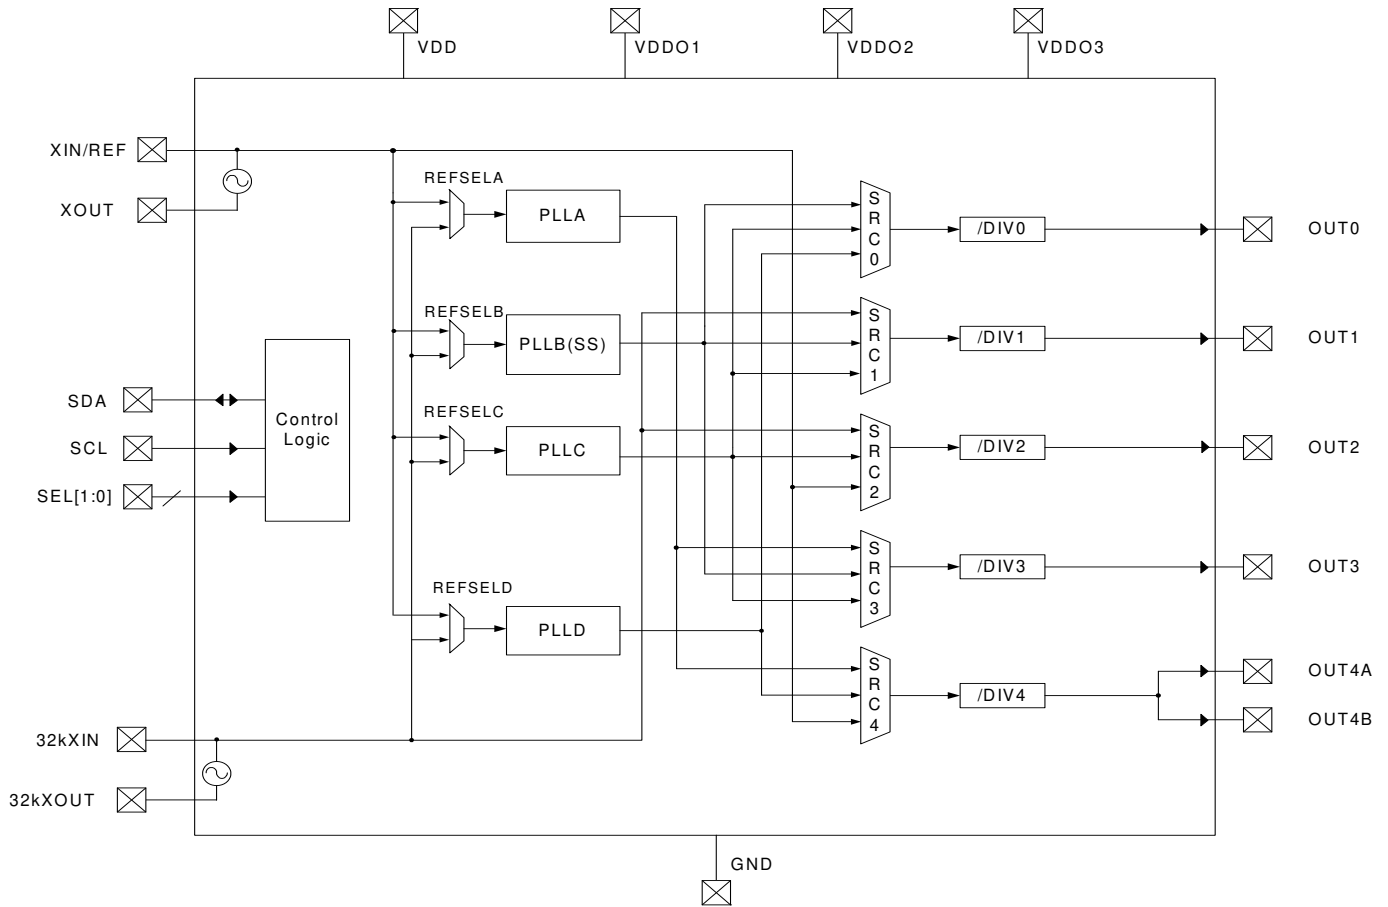 VDD
VDDO1
VDDO2
VDDO3
XIN/REF
XOUT
REFSELA
PLLA
SRC0
/DIV0
OUT0
REFSELB
PLLB(SS)
SRC1
/DIV1
OUT1
SDA
SCL
SEL[1:0]
Control
Logic
REFSELC
PLLC
SRC2
/DIV2
OUT2
SRC3
/DIV3
OUT3
REFSELD
PLLD
SRC4
/DIV4
OUT4A
OUT4B
32kXIN
32kXOUT
GND